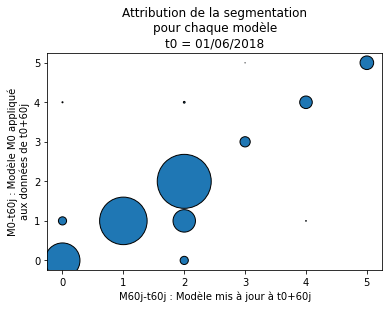 Attribution de la segmentation
pour chaque modèle
t0 = 01/06/2018
M0-t60j : Modèle M0 appliqué
aux données de t0+60j
5
4
3
2
1
0
0 1 2 3 4 5
M60j-t60j : Modèle mis à jour à t0+60j